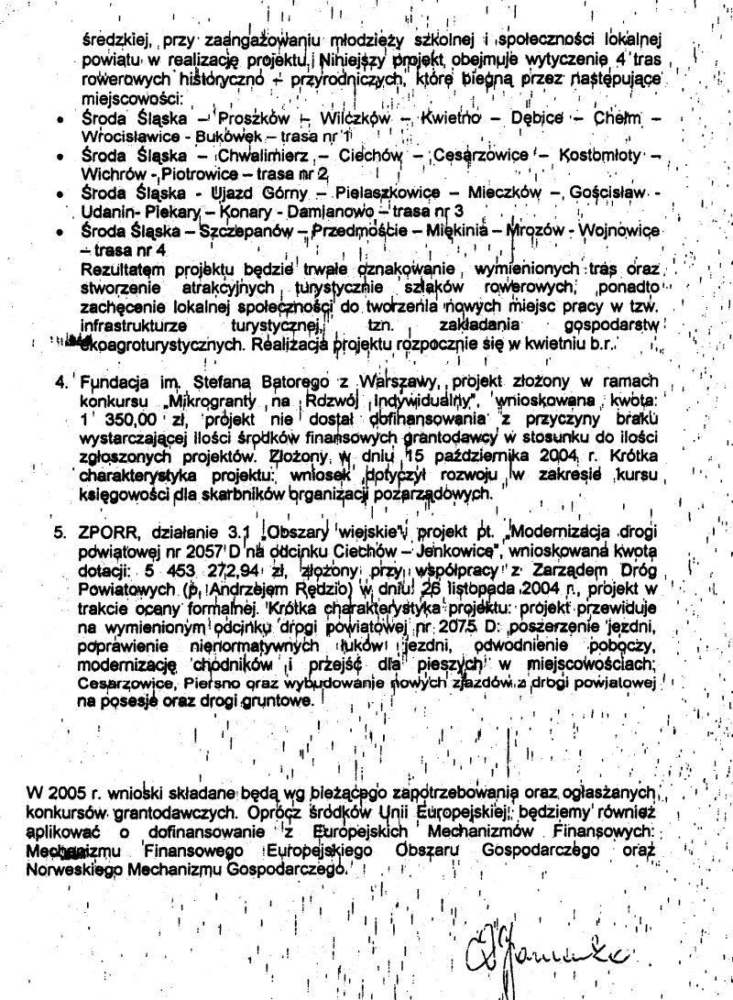 średzkiej, przy zaangażowaniu młodzieży szkolnej i społeczności lokalnej
powiatu w realizację projektu. Niniejszy projekt obejmuje wytyczenie 4 tras
rowerowych historyczno – przyrodniczych, które biegną przez następujące
miejscowości:
• Środa Śląska – Proszków – Wilczków – Kwietno – Dębice – Chełm –
Wrocisławice - Bukówek – trasa nr 1
• Środa Śląska – Chwalimierz – Ciechów – Cesarzowice – Kostomłoty –
Wichrów - Piotrowice – trasa nr 2
• Środa Śląska - Ujazd Górny – Pielaszkowice – Mieczków – Gościsław -
Udanin- Piekary – Konary - Damianowo – trasa nr 3
• Środa Śląska – Szczepanów – Przedmoście – Miękinia – Mrozów - Wojnowice
– trasa nr 4
Rezultatem projektu będzie trwałe oznakowanie wymienionych tras oraz
stworzenie atrakcyjnych turystycznie szlaków rowerowych, ponadto
zachęcenie lokalnej społeczności do tworzenia nowych miejsc pracy w tzw.
infrastrukturze turystycznej, tzn. zakładania gospodarstw
ekoagroturystycznych. Realizacja projektu rozpocznie się w kwietniu b.r.
4. Fundacja im. Stefana Batorego z Warszawy, projekt złożony w ramach
konkursu „Mikrogranty na Rozwój Indywidualny”, wnioskowana kwota:
1 350,00 zł, projekt nie dostał dofinansowania z przyczyny braku
wystarczającej ilości środków finansowych grantodawcy w stosunku do ilości
zgłoszonych projektów. Złożony w dniu 15 października 2004 r. Krótka
charakterystyka projektu: wniosek dotyczył rozwoju w zakresie kursu
księgowości dla skarbników organizacji pozarządowych.
5. ZPORR, działanie 3.1 „Obszary wiejskie”, projekt pt. „Modernizacja drogi
powiatowej nr 2057 D na odcinku Ciechów – Jenkowice”, wnioskowana kwota
dotacji: 5 453 272,94 zł, złożony przy współpracy z Zarządem Dróg
Powiatowych (p. Andrzejem Rędzio) w dniu 26 listopada 2004 r., projekt w
trakcie oceny formalnej. Krótka charakterystyka projektu: projekt przewiduje
na wymienionym odcinku drogi powiatowej nr 2075 D: poszerzenie jezdni,
poprawienie nienormatywnych łuków jezdni, odwodnienie poboczy,
modernizację chodników i przejść dla pieszych w miejscowościach:
Cesarzowice, Piersno oraz wybudowanie nowych zjazdów z drogi powiatowej
na posesje oraz drogi gruntowe.
W 2005 r. wnioski składane będą wg bieżącego zapotrzebowania oraz ogłaszanych
konkursów grantodawczych. Oprócz środków Unii Europejskiej, będziemy również
aplikować o dofinansowanie z Europejskich Mechanizmów Finansowych:
Mechanizmu Finansowego Europejskiego Obszaru Gospodarczego oraz
Norweskiego Mechanizmu Gospodarczego.